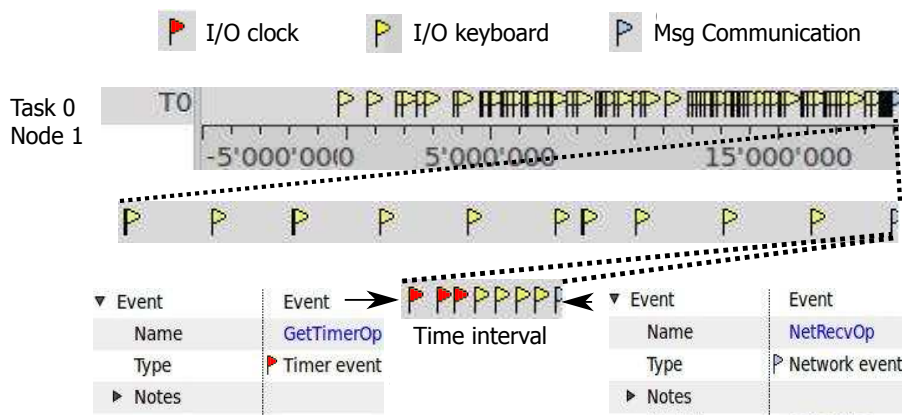 I/O clock I/O keyboard Msg Communication
Task 0
Node 1
T0
-5'000'000 5'000'000 15'000'000
Time interval
Event Event
Name GetTimerOp
Type Timer event
Notes
Event Event
Name NetRecvOp
Type Network event
Notes